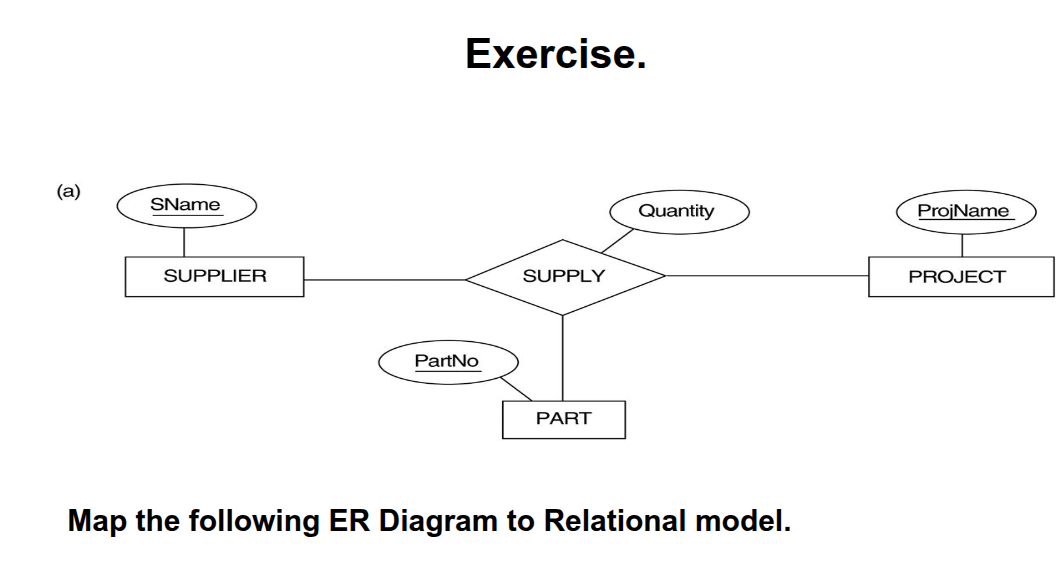 Exercise.
(a)
SName
Quantity
ProjName
SUPPLIER
SUPPLY
PROJECT
PartNo
PART
Map the following ER Diagram to Relational model.